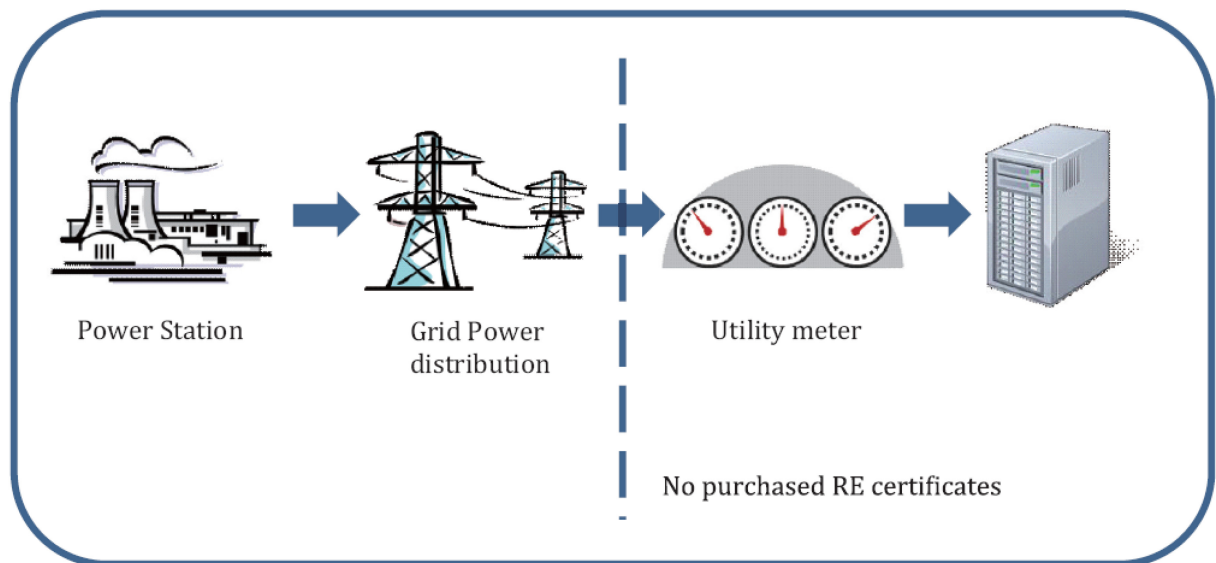 Power Station
Grid Power
distribution
Utility meter
No purchased RE certificates